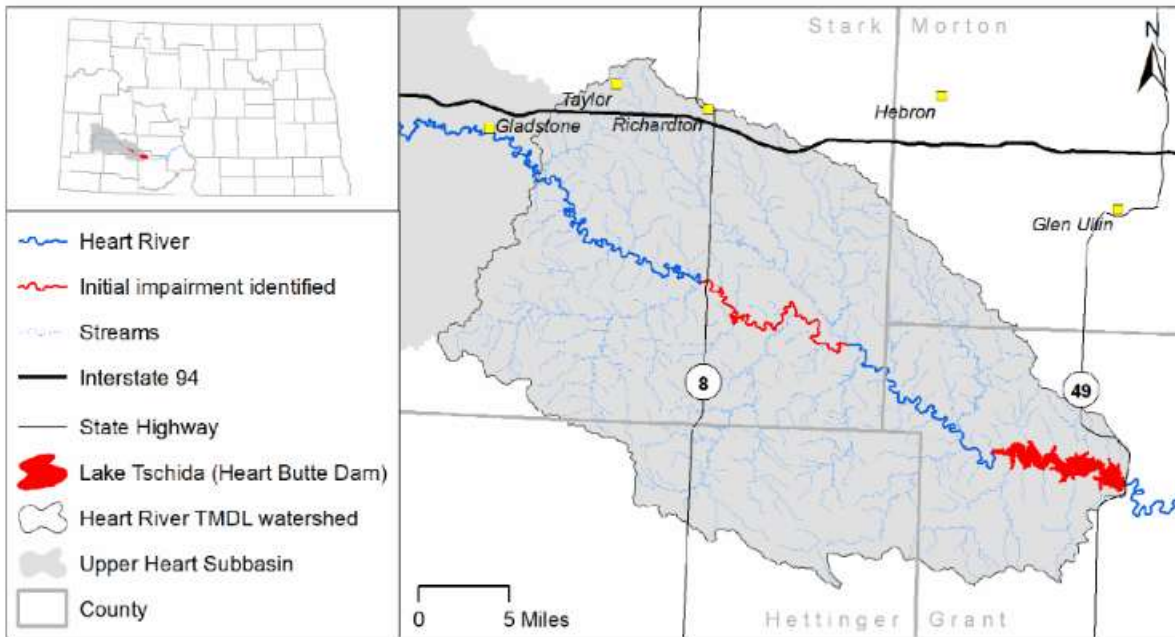 Heart River
Initial impairment identified
Streams
Interstate 94
State Highway
Lake Tschida (Heart Butte Dam)
Heart River TMDL watershed
Upper Heart Subbasin
County
Stark Morton
N
Taylor
Hebron
Richardton
Gladstone
Glen Ullin
8
49
0 5 Miles
Hettinger Grant